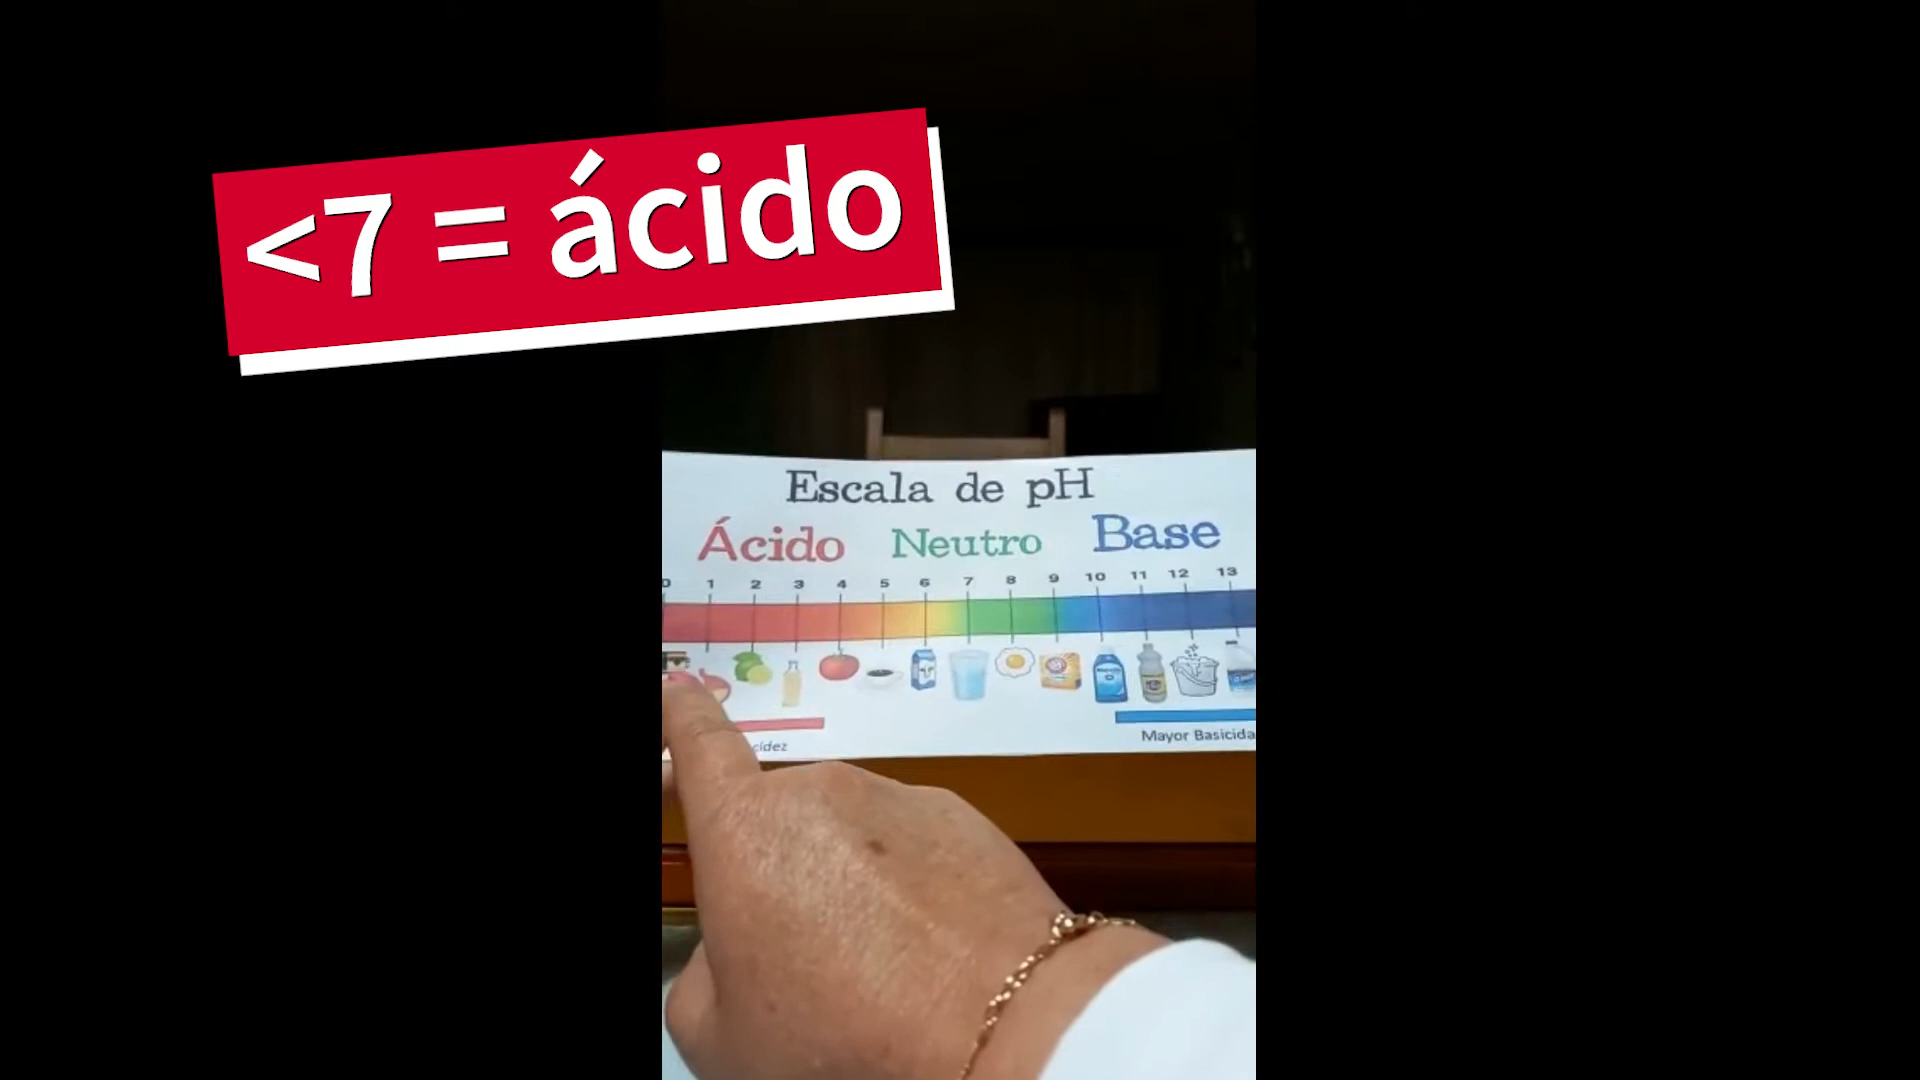 <7 = ácido
Escala de pH
Ácido Neutro Base
0 1 2 3 4 5 6 7 8 9 10 11 12 13
cidez
Mayor Basicida